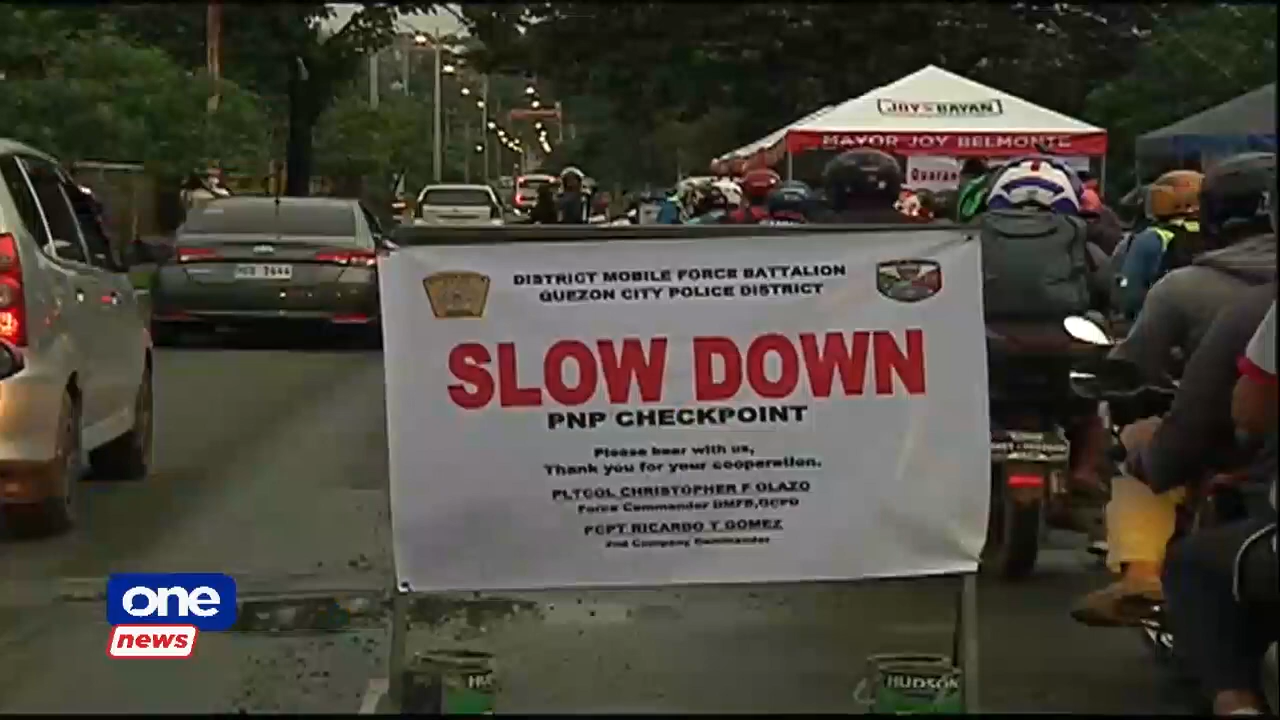 JOY BAYAN
MAYOR JOY BELMONTE
DISTRICT MOBILE FORCE BATTALION
QUEZON CITY POLICE DISTRICT
SLOW DOWN
PNP CHECKPOINT
Please bear with us,
Thank you for your cooperation.
PLTCOL CHRISTOPHER F OLAZO
Force Commander DMFB,QCPD
PCPT RICARDO T GOMEZ
2nd Company Commander
one
news
HUDSON